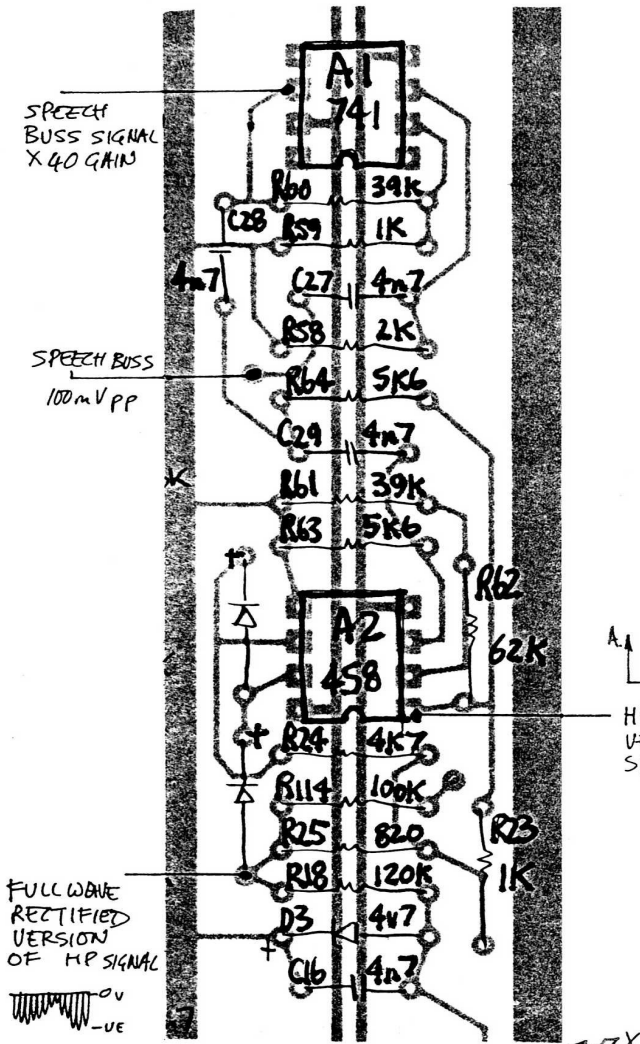 A1
741
SPEECH
BUSS SIGNAL
X 40 GAIN
R60 39K
C28
R59 1K
4n7
C27 4n7
R58 2K
SPEECH BUSS
100mV pp
R64 5K6
C29 4n7
K
R61 39K
R63 5K6
+
R62
A2
62K
458
A.
H
S
+
R24 4K7
R114 100K
R25 820
R23
1K
R18 120K
FULL WAVE
RECTIFIED
VERSION
OF HP SIGNAL
D3 4V7
+
C16 4n7
0V
-VE
7